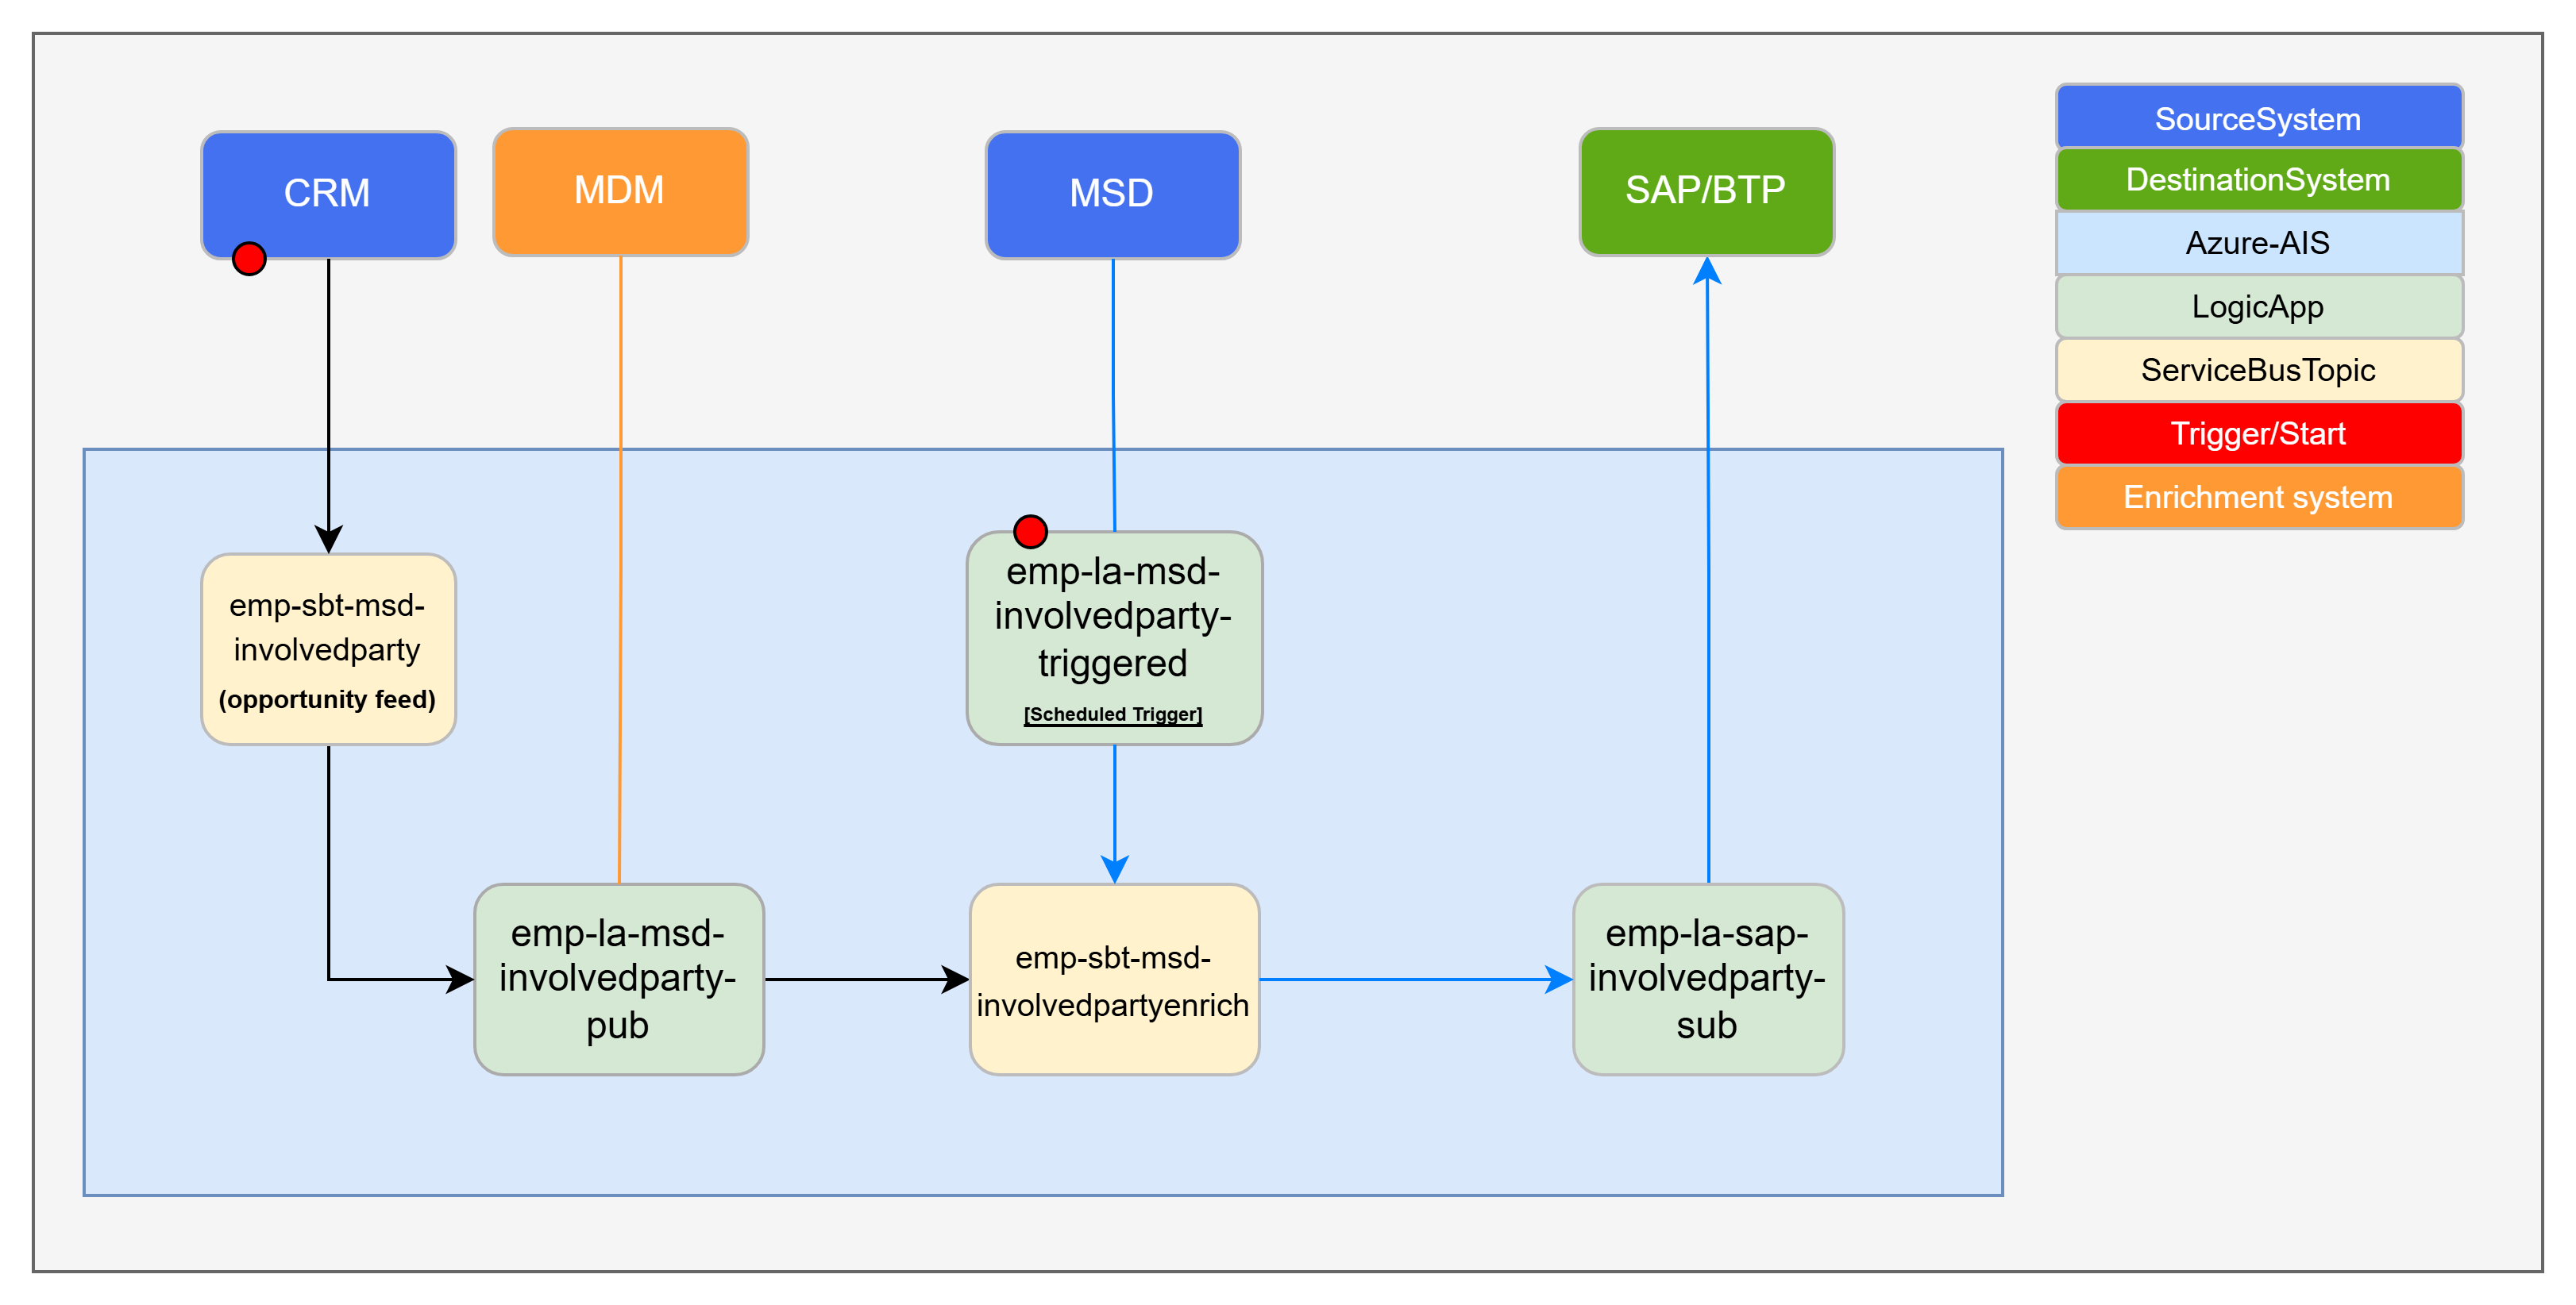 CRM
MDM
MSD
SAP/BTP
SourceSystem
DestinationSystem
Azure-AIS
LogicApp
ServiceBusTopic
Trigger/Start
Enrichment system
emp-sbt-msd-
involvedparty
(opportunity feed)
emp-la-msd-
involvedparty-
triggered
[Scheduled Trigger]
emp-la-msd-
involvedparty-
pub
emp-sbt-msd-
involvedpartyenrich
emp-la-sap-
involvedparty-
sub